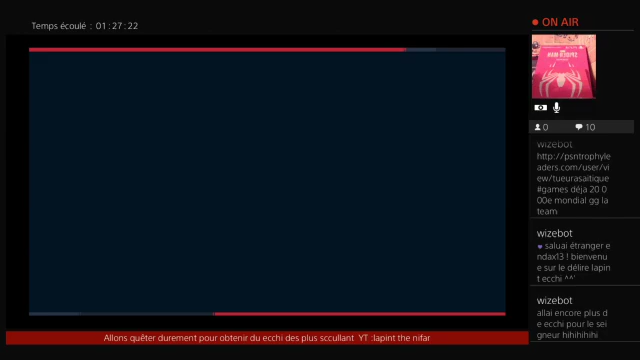 Temps écoulé : 01:27:22
ON AIR
0 10
wizebot
http://psntrophyle
aders.com/user/vi
ew/tueurasaitique
#games déja 20 0
00e mondial gg la
team
wizebot
saluai étranger e
ndax13 ! bienvenu
e sur le délire lapin
t ecchi ^^'
wizebot
allai encore plus d
e ecchi pour le sei
gneur hihihihihi
Allons quêter durement pour obtenir du ecchi des plus sccullant YT :lapint the nifar